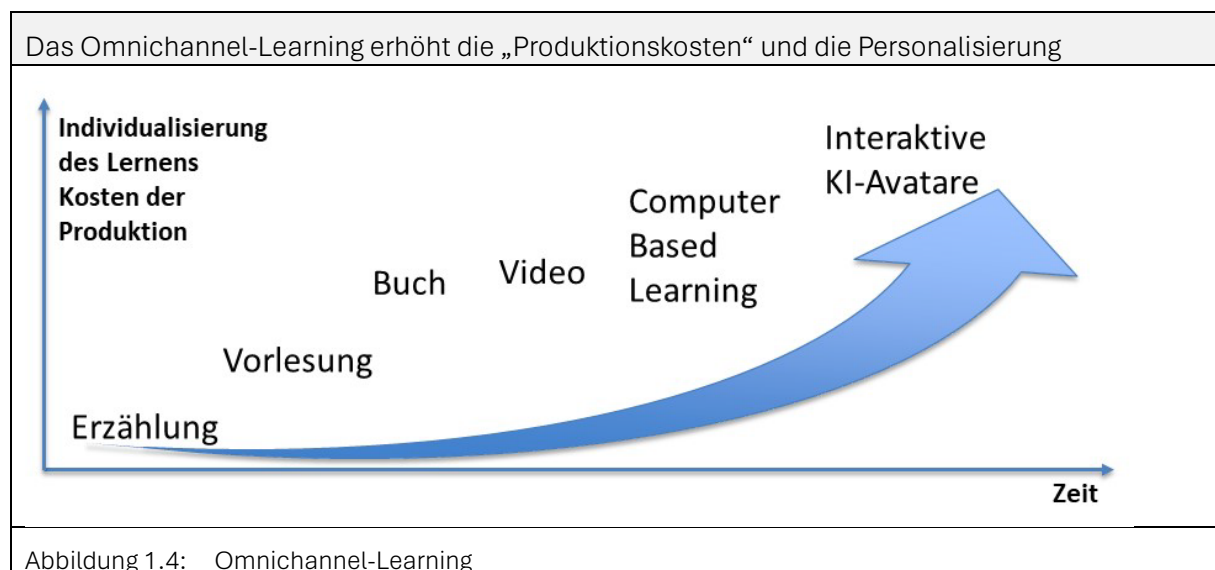 Das Omnichannel-Learning erhöht die „Produktionskosten“ und die Personalisierung
Individualisierung
des Lernens
Kosten der
Produktion
Interaktive
KI-Avatare
Computer
Based
Learning
Video
Buch
Vorlesung
Erzählung
Zeit
Abbildung 1.4: Omnichannel-Learning